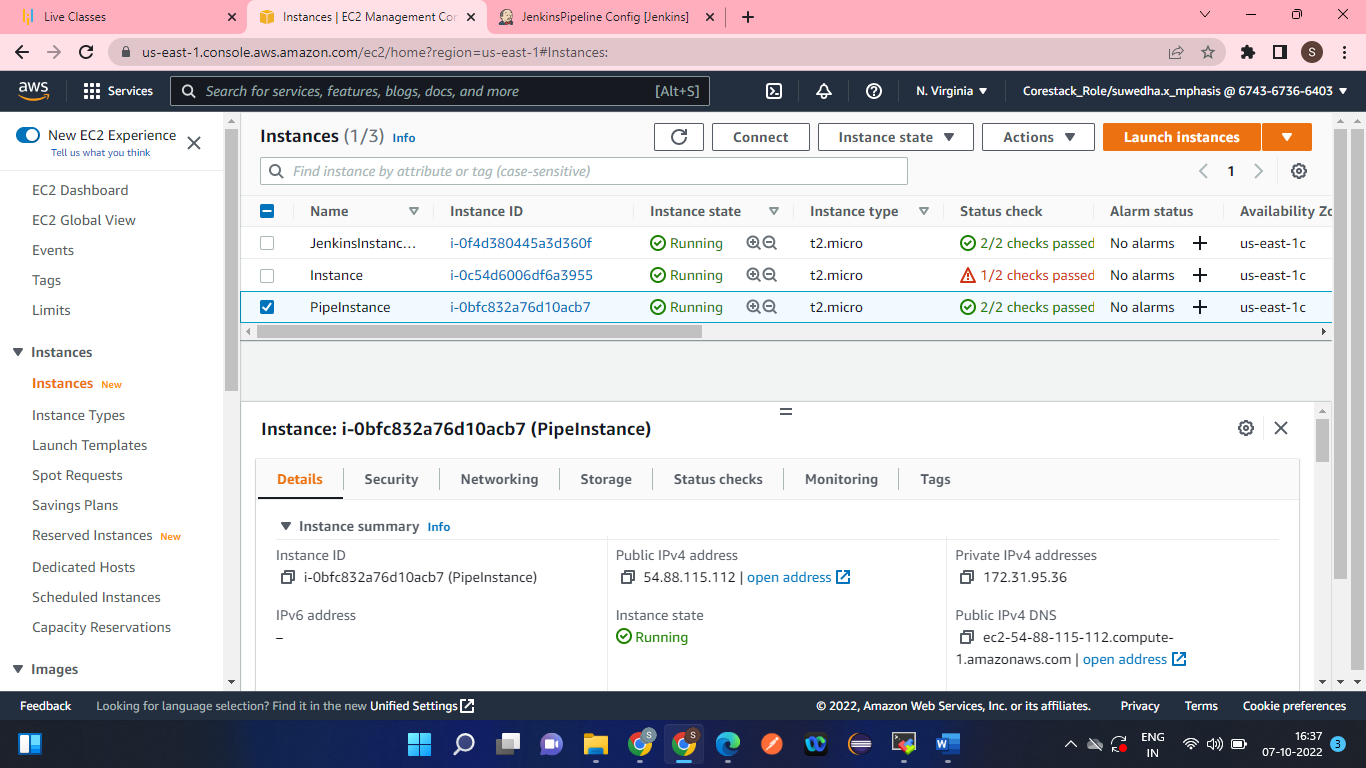 Live Classes
Instances | EC2 Management Con
JenkinsPipeline Config [Jenkins]
us-east-1.console.aws.amazon.com/ec2/home?region=us-east-1#Instances:
S
aws
Services
Search for services, features, blogs, docs, and more
[Alt+S]
N. Virginia
Corestack_Role/suwedha.x_mphasis @ 6743-6736-6403
New EC2 Experience
Tell us what you think
EC2 Dashboard
EC2 Global View
Events
Tags
Limits
Instances
Instances New
Instance Types
Launch Templates
Spot Requests
Savings Plans
Reserved Instances New
Dedicated Hosts
Scheduled Instances
Capacity Reservations
Images
Instances (1/3) Info
Connect
Instance state
Actions
Launch instances
Find instance by attribute or tag (case-sensitive)
1
Name Instance ID Instance state Instance type Status check Alarm status Availability Zo
JenkinsInstanc... i-0f4d380445a3d360f Running t2.micro 2/2 checks passed No alarms us-east-1c
Instance i-0c54d6006df6a3955 Running t2.micro 1/2 checks passed No alarms us-east-1c
PipeInstance i-0bfc832a76d10acb7 Running t2.micro 2/2 checks passed No alarms us-east-1c
Instance: i-0bfc832a76d10acb7 (PipeInstance)
Details Security Networking Storage Status checks Monitoring Tags
Instance summary Info
Instance ID
i-0bfc832a76d10acb7 (PipeInstance)
Public IPv4 address
54.88.115.112 | open address
Private IPv4 addresses
172.31.95.36
IPv6 address
–
Instance state
Running
Public IPv4 DNS
ec2-54-88-115-112.compute-
1.amazonaws.com | open address
Feedback
Looking for language selection? Find it in the new Unified Settings
© 2022, Amazon Web Services, Inc. or its affiliates.
Privacy
Terms
Cookie preferences
S
S
W
ENG
IN
16:37
07-10-2022
3